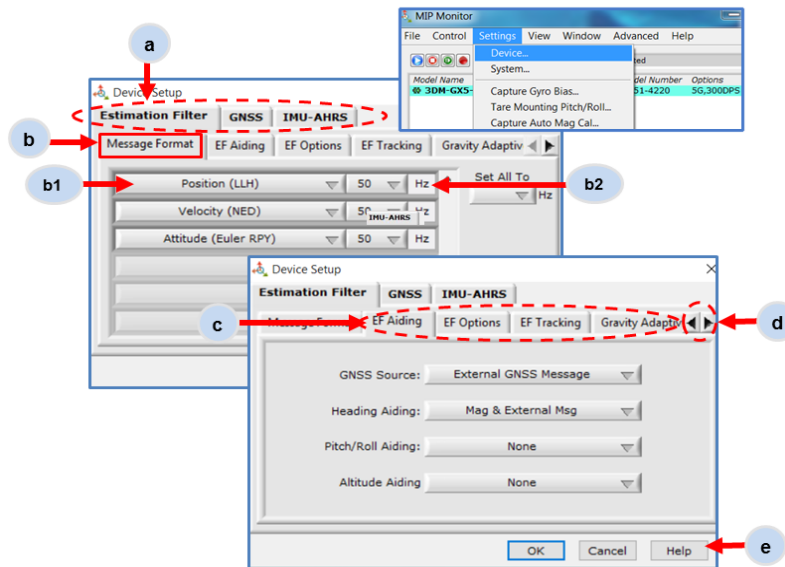 MIP Monitor
File Control Settings View Window Advanced Help
Device...
System...
Capture Gyro Bias...
Tare Mounting Pitch/Roll...
Capture Auto Mag Cal...
ted
Model Name
3DM-GX5-
del Number Options
51-4220 5G,300DPS
a
Device Setup
Estimation Filter GNSS IMU-AHRS
b
Message Format EF Aiding EF Options EF Tracking Gravity Adaptiv
b1
Position (LLH) 50 Hz
b2
Set All To
Hz
Velocity (NED) 50 Hz
IMU-AHRS
Attitude (Euler RPY) 50 Hz
Device Setup
Estimation Filter GNSS IMU-AHRS
c
Message Format EF Aiding EF Options EF Tracking Gravity Adaptiv
d
GNSS Source: External GNSS Message
Heading Aiding: Mag & External Msg
Pitch/Roll Aiding: None
Altitude Aiding None
OK Cancel Help
e